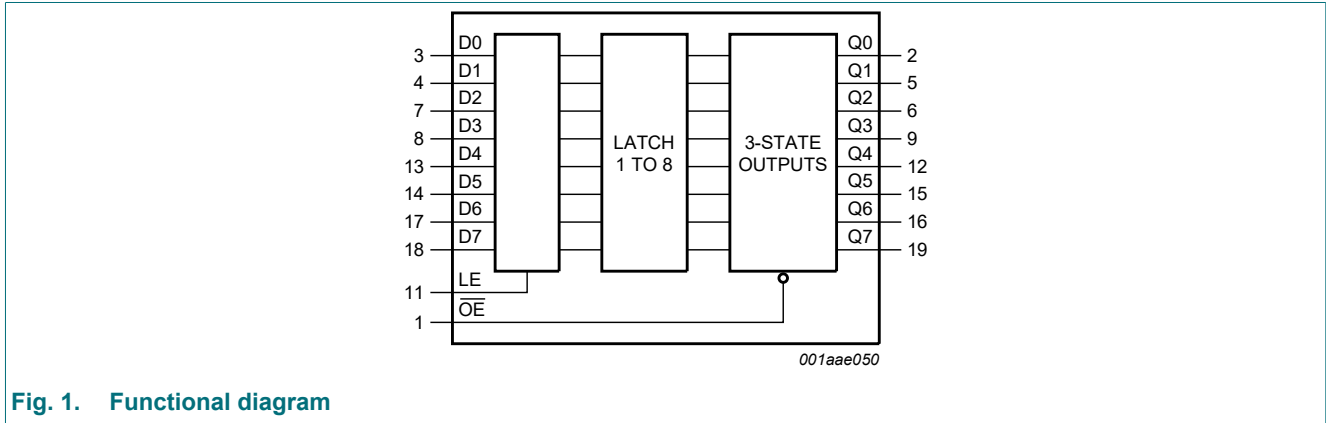 D0
3
Q0
2
D1
4
Q1
5
D2
7
Q2
6
D3
8
Q3
9
LATCH
1 TO 8
3-STATE
OUTPUTS
D4
13
Q4
12
D5
14
Q5
15
D6
17
Q6
16
D7
18
Q7
19
LE
11
OE
1
001aae050
Fig. 1. Functional diagram